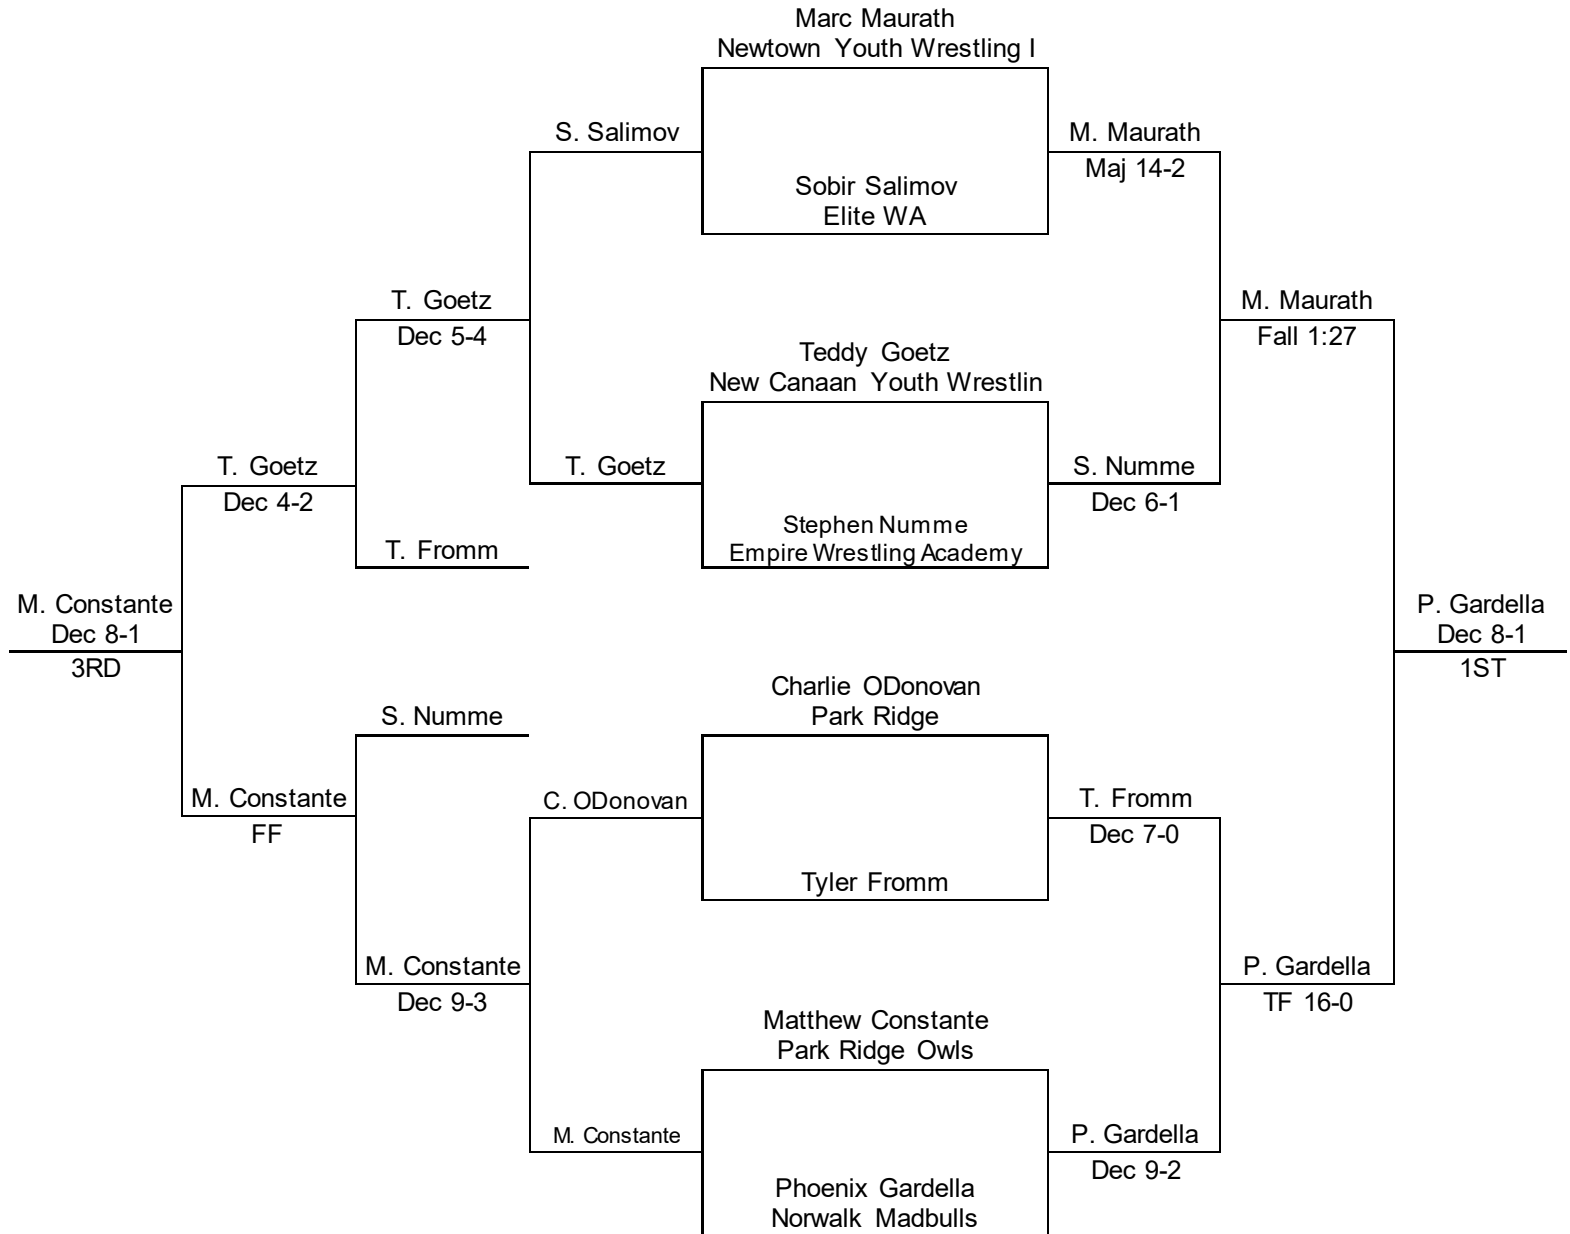 Marc Maurath
Newtown Youth Wrestling I
S. Salimov
M. Maurath
Maj 14-2
Sobir Salimov
Elite WA
T. Goetz
Dec 5-4
M. Maurath
Fall 1:27
Teddy Goetz
New Canaan Youth Wrestlin
T. Goetz
Dec 4-2
T. Goetz
S. Numme
Dec 6-1
Stephen Numme
Empire Wrestling Academy
T. Fromm
M. Constante
Dec 8-1
3RD
P. Gardella
Dec 8-1
1ST
Charlie ODonovan
Park Ridge
S. Numme
M. Constante
FF
C. ODonovan
T. Fromm
Dec 7-0
Tyler Fromm
M. Constante
Dec 9-3
P. Gardella
TF 16-0
Matthew Constante
Park Ridge Owls
M. Constante
P. Gardella
Dec 9-2
Phoenix Gardella
Norwalk Madbulls